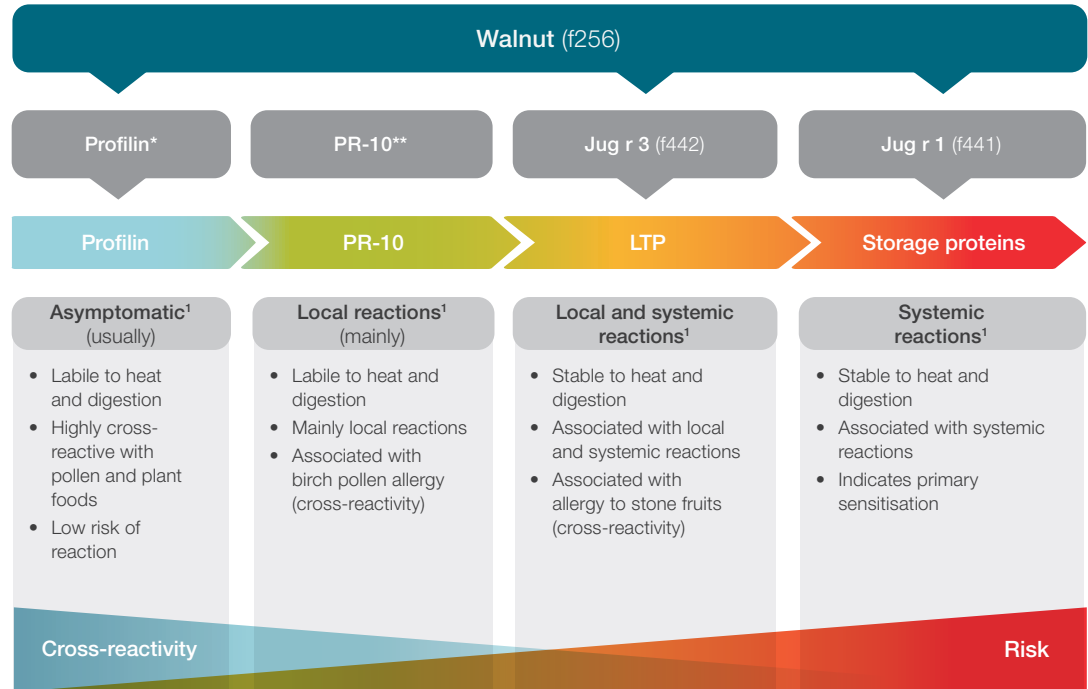 Walnut (f256)
Profilin*
PR-10**
Jug r 3 (f442)
Jug r 1 (f441)
Profilin
PR-10
LTP
Storage proteins
Asymptomatic¹
(usually)
• Labile to heat
and digestion
• Highly cross-
reactive with
pollen and plant
foods
• Low risk of
reaction
Local reactions¹
(mainly)
• Labile to heat and
digestion
• Mainly local reactions
• Associated with
birch pollen allergy
(cross-reactivity)
Local and systemic
reactions¹
• Stable to heat and
digestion
• Associated with local
and systemic reactions
• Associated with
allergy to stone fruits
(cross-reactivity)
Systemic
reactions¹
• Stable to heat and
digestion
• Associated with systemic
reactions
• Indicates primary
sensitisation
Cross-reactivity
Risk